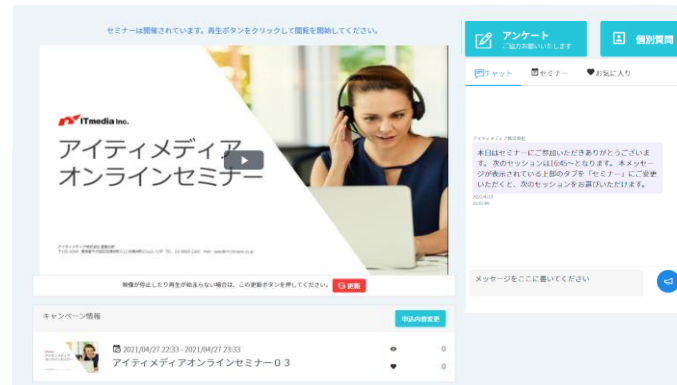 セミナーは開催されています。再生ボタンをクリックして閲覧を開始してください。
ITmedia Inc.
アイティメディア
オンラインセミナー
映像が停止したり再生が始まらない場合は、この更新ボタンを押してください。 更新
キャンペーン情報
申込内容変更
2021/04/27 22:33 - 2021/04/27 23:33
アイティメディアオンラインセミナー03
0
0
アンケート
ご協力お願いいたします
個別質問
チャット セミナー お気に入り
アイティメディア株式会社
本日はセミナーにご参加いただきありがとうございま
す。 次のセッションは16:45～となります。 本メッセー
ジが表示されている上部のタブを「セミナー」にご変更
いただくと、次のセッションをお選びいただけます。
メッセージをここに書いてください